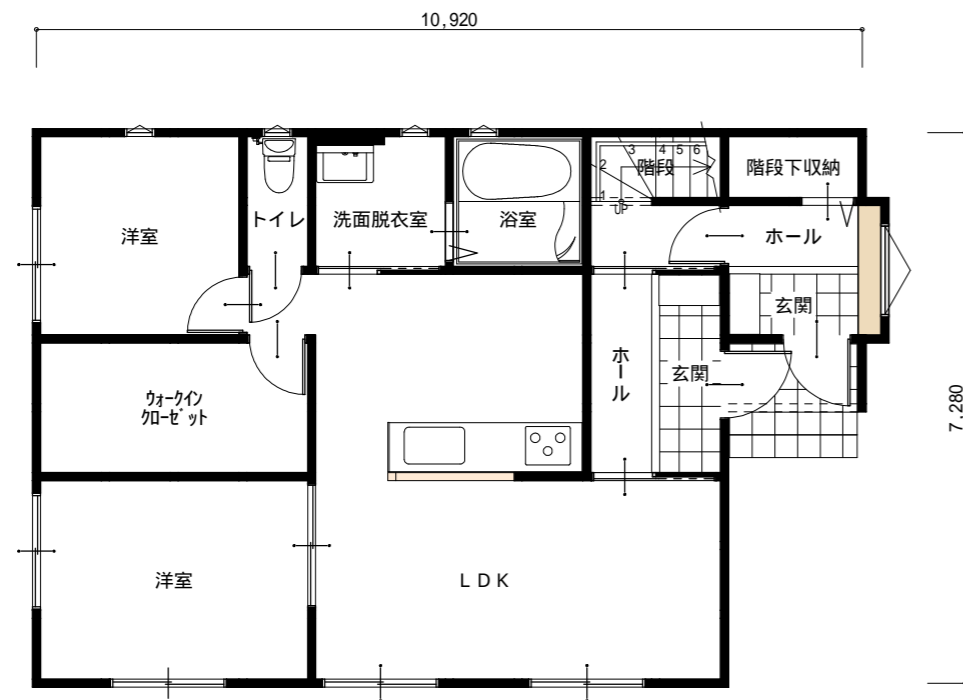 10,920
3
4
5
6
2
階段
1
UP
階段下収納
トイレ
洗面脱衣室
浴室
洋室
ホール
玄関
ホール
玄関
ウォークイン
クローゼット
7,280
洋室
LDK